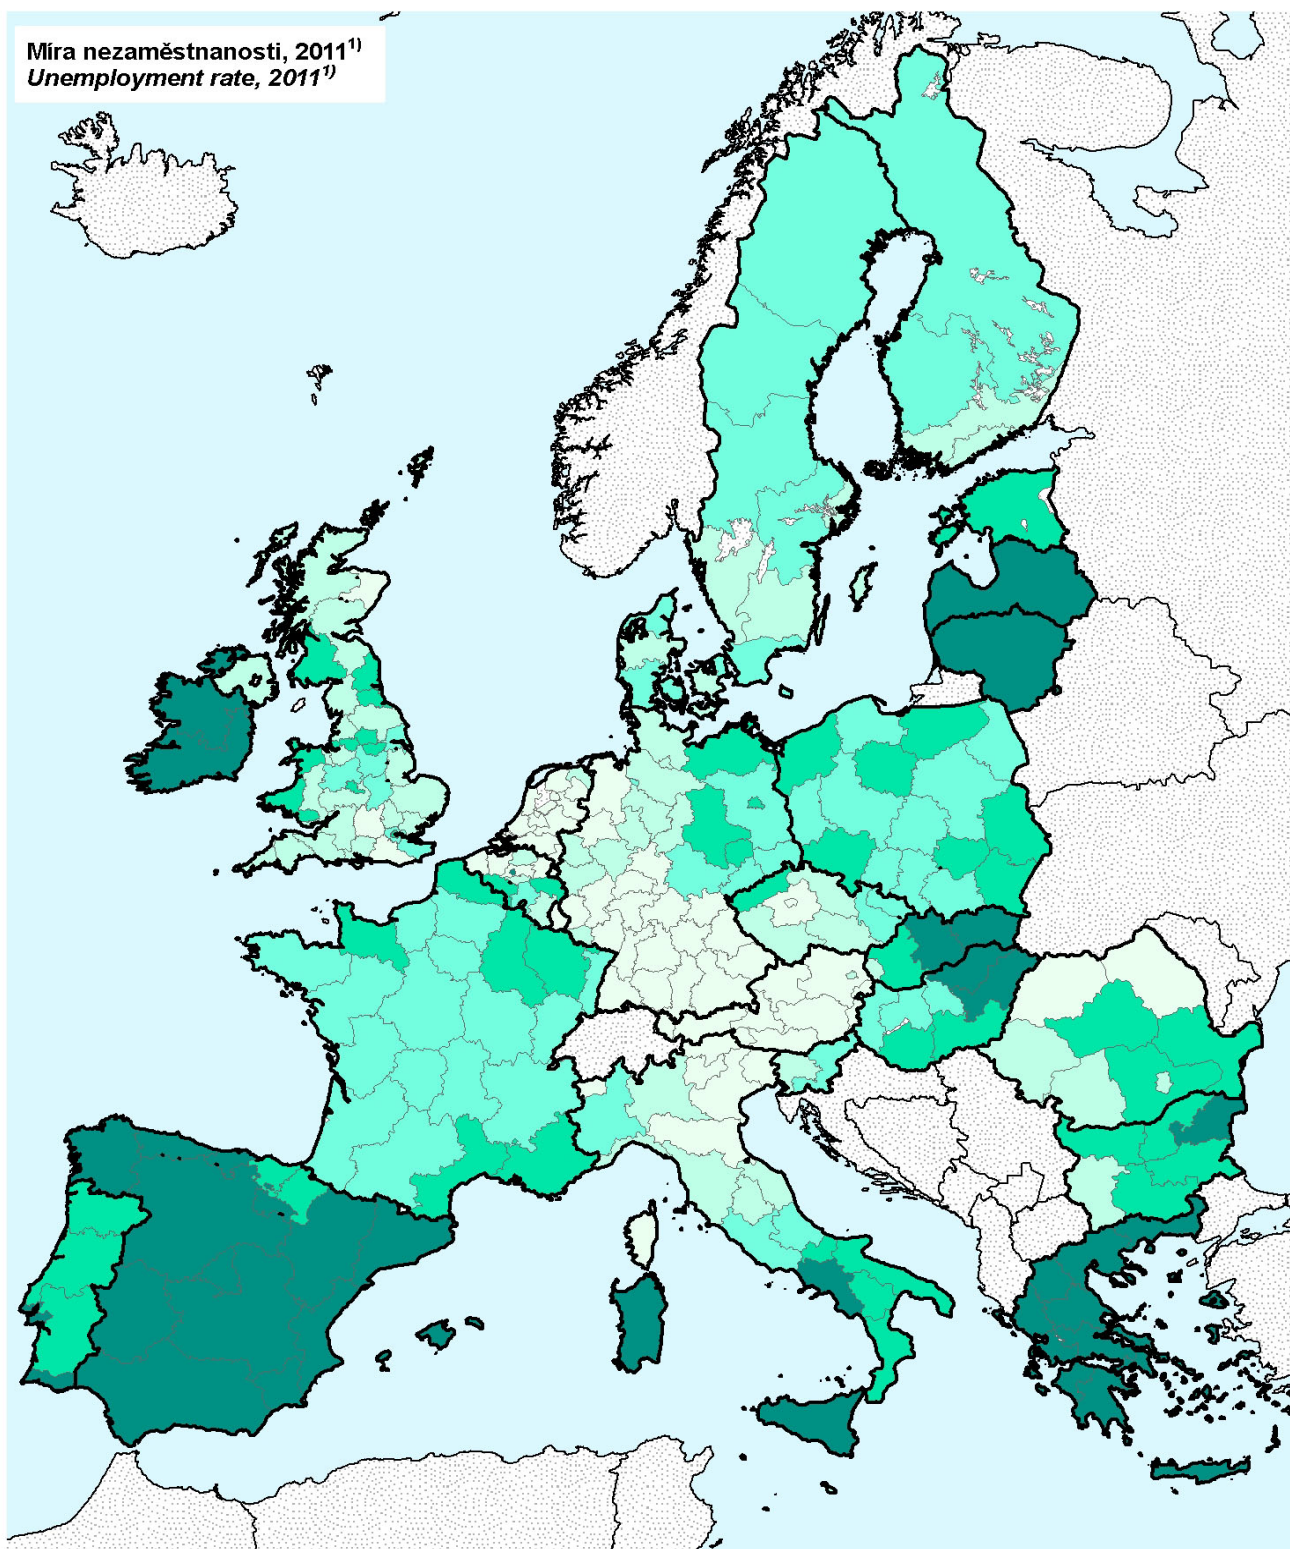 Míra nezaměstnanosti, 2011¹⁾
Unemployment rate, 2011¹⁾